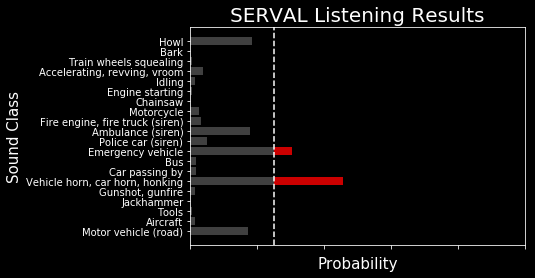 SERVAL Listening Results
Sound Class
Howl
Bark
Train wheels squealing
Accelerating, revving, vroom
Idling
Engine starting
Chainsaw
Motorcycle
Fire engine, fire truck (siren)
Ambulance (siren)
Police car (siren)
Emergency vehicle
Bus
Car passing by
Vehicle horn, car horn, honking
Gunshot, gunfire
Jackhammer
Tools
Aircraft
Motor vehicle (road)
Probability